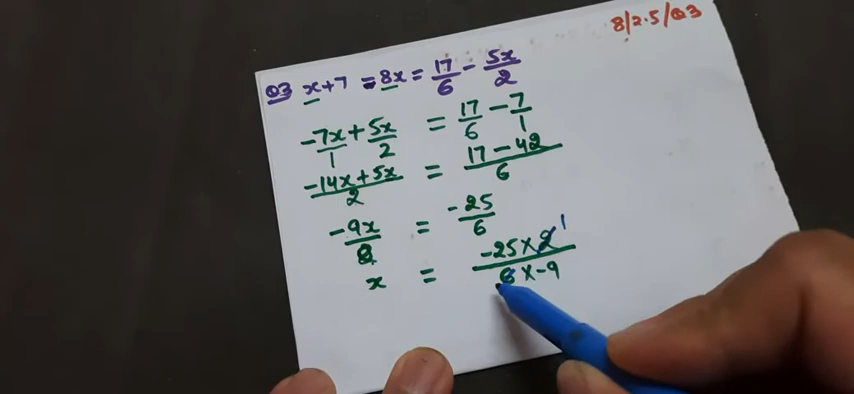 8/2.5/Q3
Q3 x+7 = 8x = 17/6 - 5x/2
-7x/1 + 5x/2 = 17/6 - 7/1
-14x+5x/2 = 17-42/6
-9x/2 = -25/6
x = -25×2/6×-9 1